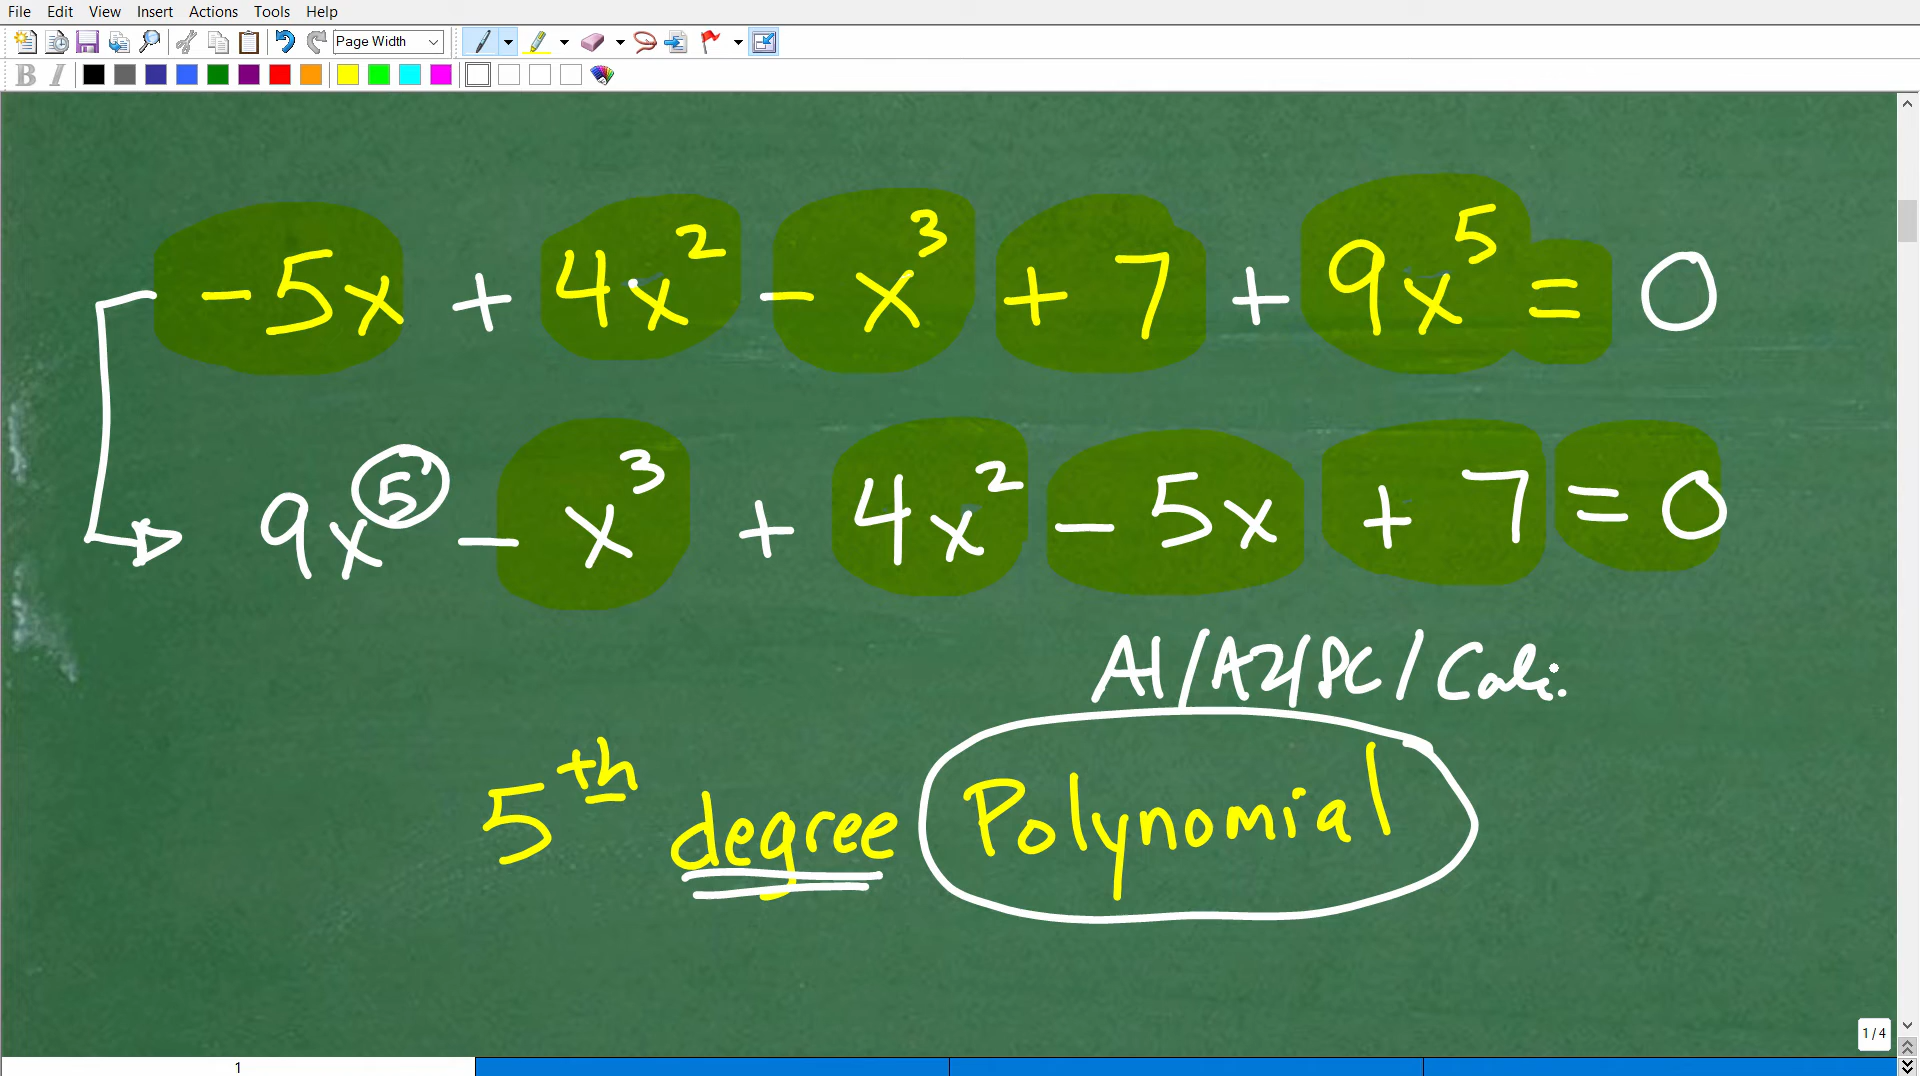 File Edit View Insert Actions Tools Help
Page Width
B I
-5x + 4x² - x³ + 7 + 9x⁵ = 0
9x⁵ - x³ + 4x² - 5x + 7 = 0
A1/A2/PC/Calc.
5th degree Polynomial
1/4
1